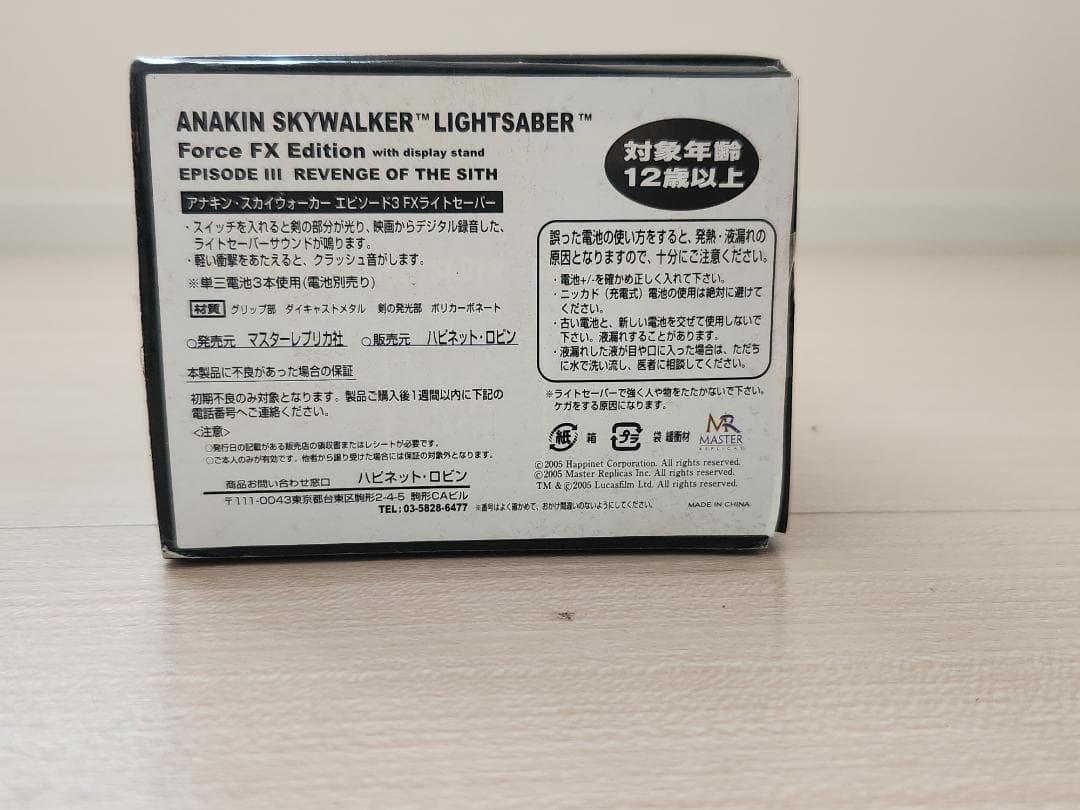 ANAKIN SKYWALKER™ LIGHTSABER™
Force FX Edition with display stand
EPISODE III REVENGE OF THE SITH
アナキン・スカイウォーカー エピソード3 FXライトセーバー
・スイッチを入れると剣の部分が光り、映画からデジタル録音した、
ライトセーバーサウンドが鳴ります。
・軽い衝撃をあたえると、クラッシュ音がします。
※単三電池3本使用(電池別売り)
材質 グリップ部 ダイキャストメタル 剣の発光部 ポリカーボネート
○発売元 マスターレプリカ社 ○販売元 ハピネット・ロビン
本製品に不良があった場合の保証
初期不良のみ対象となります。製品ご購入後1週間以内に下記の
電話番号へご連絡ください。
<注意>
○発行日の記載がある販売店の領収書またはレシートが必要です。
○ご本人のみが有効です。他者から譲り受けた場合には保証の対象外となります。
商品お問い合わせ窓口 ハピネット・ロビン
〒111-0043東京都台東区駒形2-4-5 駒形CAビル
TEL:03-5828-6477 ※番号はよく確かめて、おかけ間違いのないようにしてください。
対象年齢
12歳以上
誤った電池の使い方をすると、発熱・液漏れの
原因となりますので、十分にご注意ください。
・電池+/-を確かめ正しく入れて下さい。
・ニッカド（充電式）電池の使用は絶対に避けて
ください。
・古い電池と、新しい電池を交ぜて使用しないで
下さい。液漏れすることがあります。
・液漏れした液が目や口に入った場合は、ただち
に水で洗い流し、医者に相談してください。
※ライトセーバーで強く人や物をたたかないで下さい。
ケガをする原因になります。
紙 箱 プラ 袋 緩衝材
MR
MASTER
REPLICAS
©2005 Happinet Corporation. All rights reserved.
©2005 Master Replicas Inc. All rights reserved.
TM & ©2005 Lucasfilm Ltd. All rights reserved.
MADE IN CHINA